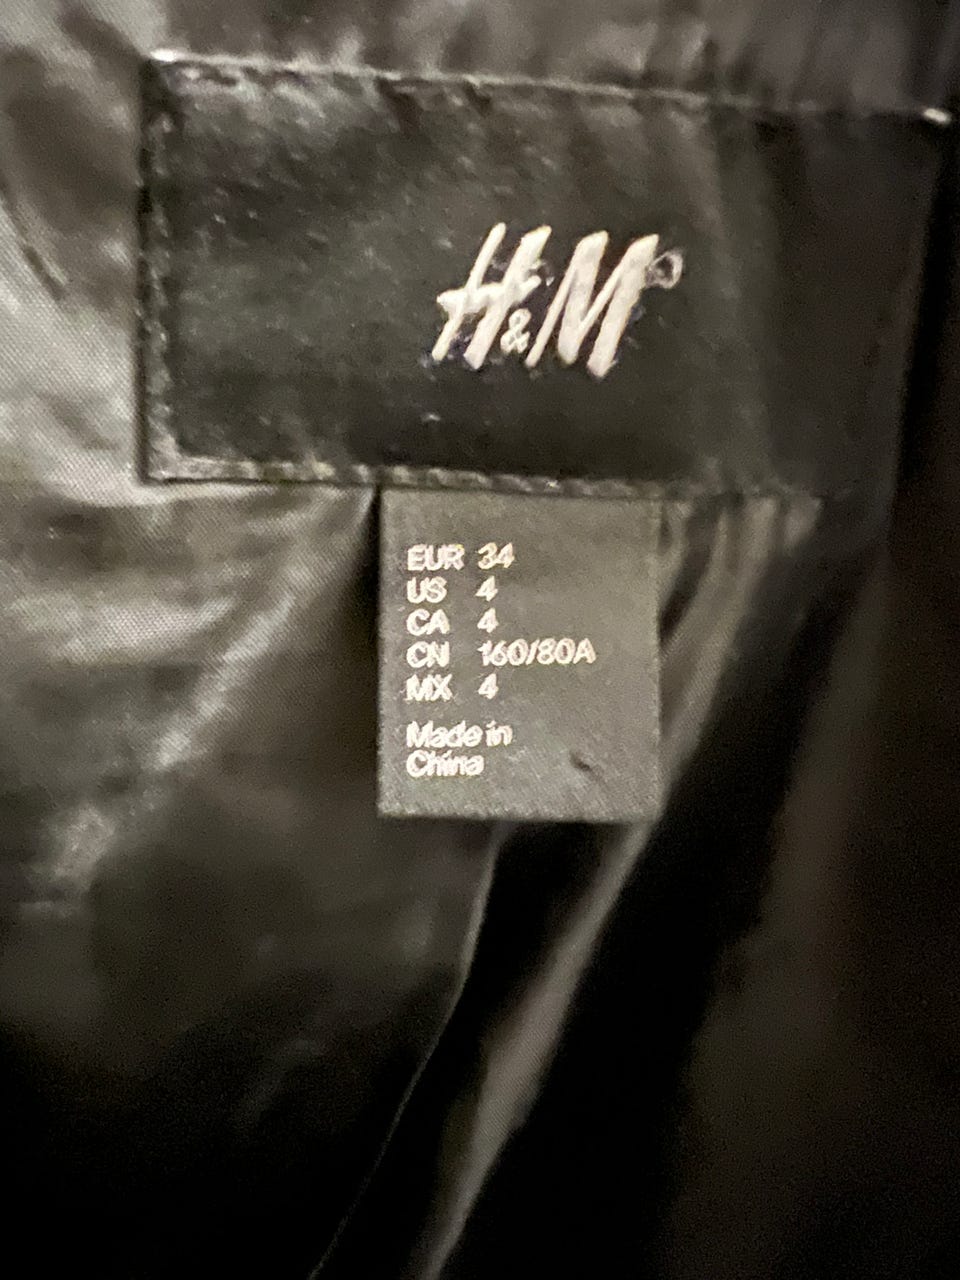 H&M
EUR 34
US 4
CA 4
CN 160/80A
MX 4
Made in
China